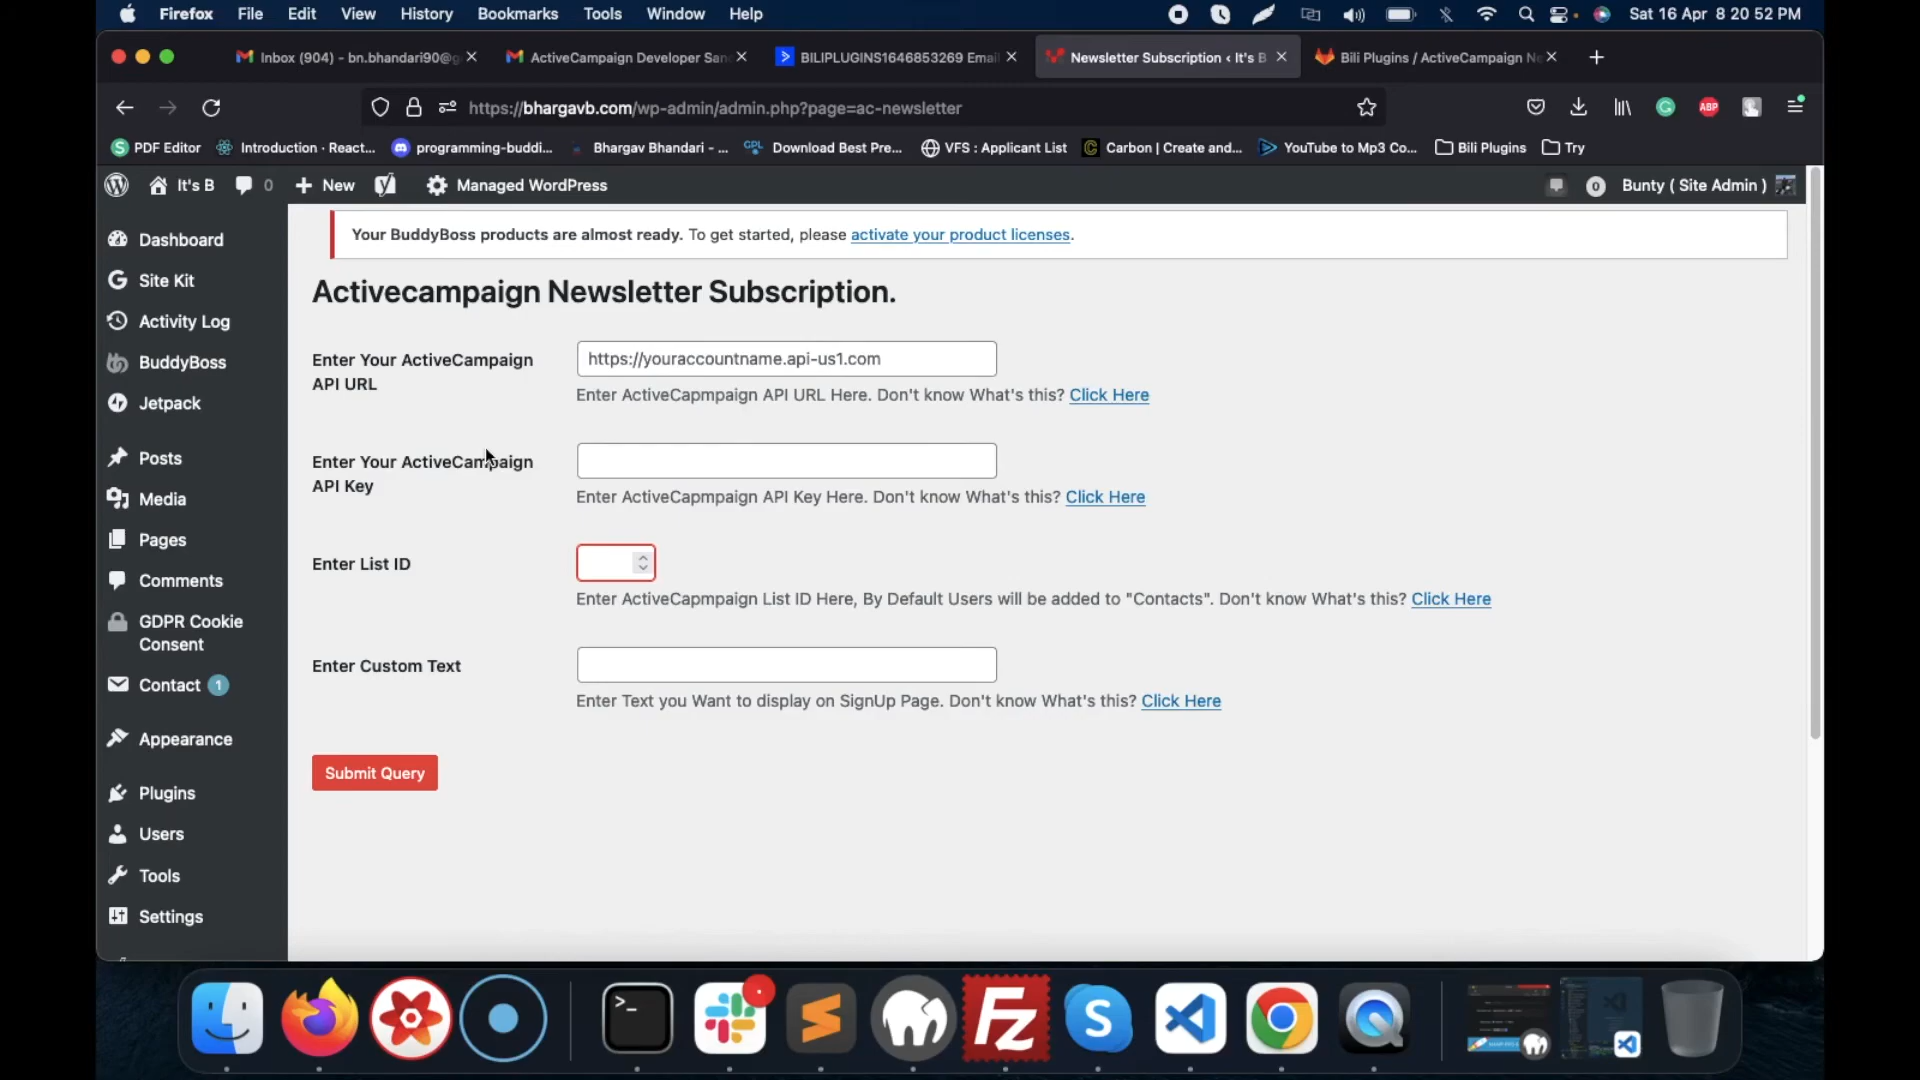 Firefox File Edit View History Bookmarks Tools Window Help Sat 16 Apr 8 20 52 PM
Inbox (904) - bn.bhandari90@g ActiveCampaign Developer San BILIPLUGINS1646853269 Email Newsletter Subscription ‹ It's B Bili Plugins / ActiveCampaign Ne
https://bhargavb.com/wp-admin/admin.php?page=ac-newsletter
PDF Editor Introduction · React... programming-buddi... Bhargav Bhandari - ... GPL Download Best Pre... VFS : Applicant List Carbon | Create and... YouTube to Mp3 Co... Bili Plugins Try
It's B 0 New Managed WordPress 0 Bunty ( Site Admin )
Dashboard
Site Kit
Activity Log
BuddyBoss
Jetpack
Posts
Media
Pages
Comments
GDPR Cookie
Consent
Contact 1
Appearance
Plugins
Users
Tools
Settings
Your BuddyBoss products are almost ready. To get started, please activate your product licenses.
Activecampaign Newsletter Subscription.
Enter Your ActiveCampaign
API URL
https://youraccountname.api-us1.com
Enter ActiveCapmpaign API URL Here. Don't know What's this? Click Here
Enter Your ActiveCampaign
API Key
Enter ActiveCapmpaign API Key Here. Don't know What's this? Click Here
Enter List ID
Enter ActiveCapmpaign List ID Here, By Default Users will be added to "Contacts". Don't know What's this? Click Here
Enter Custom Text
Enter Text you Want to display on SignUp Page. Don't know What's this? Click Here
Submit Query